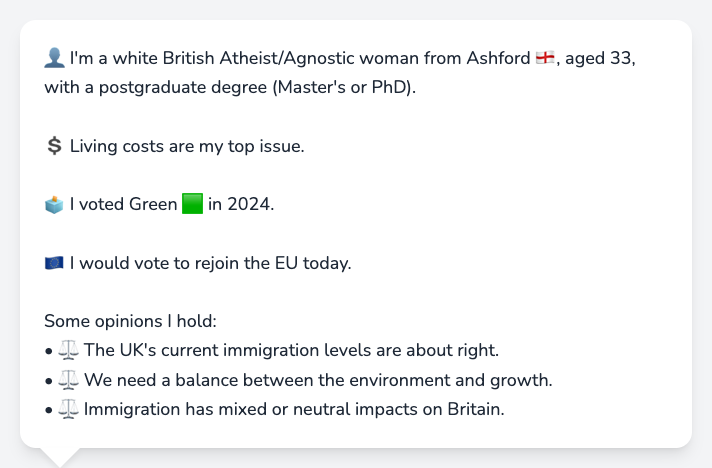 👤 I'm a white British Atheist/Agnostic woman from Ashford 🏴󠁧󠁢󠁥󠁮󠁧󠁿, aged 33,
with a postgraduate degree (Master's or PhD).
💲 Living costs are my top issue.
🗳️ I voted Green 🟩 in 2024.
🇪🇺 I would vote to rejoin the EU today.
Some opinions I hold:
• ⚖️ The UK's current immigration levels are about right.
• ⚖️ We need a balance between the environment and growth.
• ⚖️ Immigration has mixed or neutral impacts on Britain.